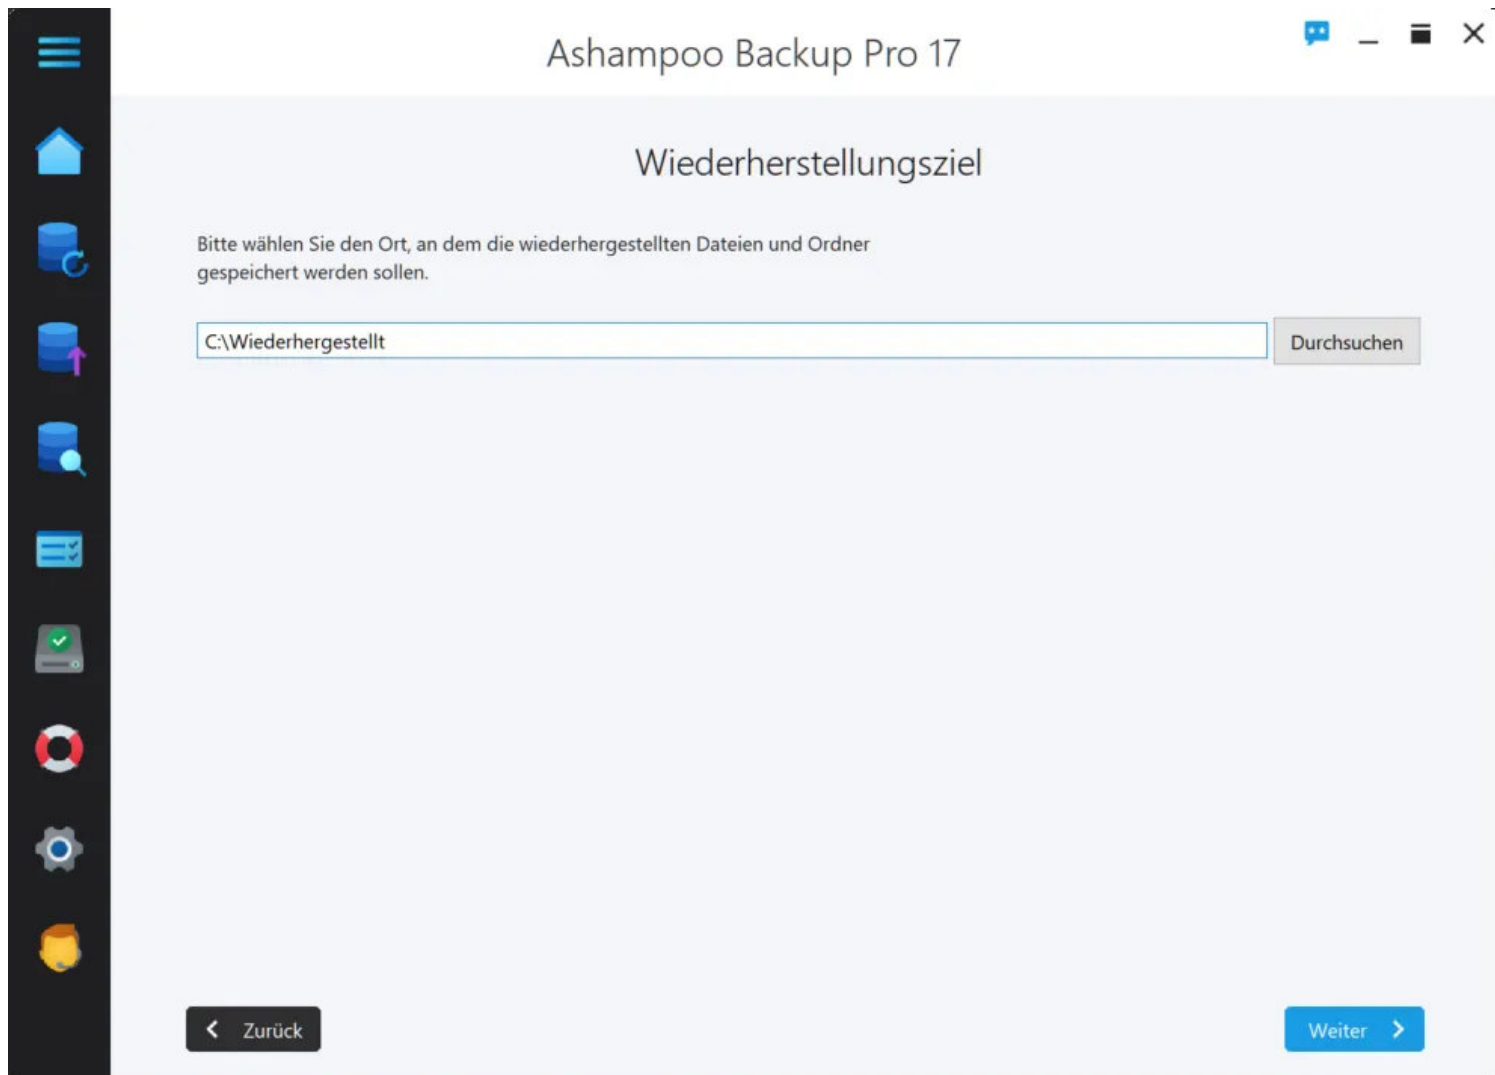 Ashampoo Backup Pro 17
Wiederherstellungsziel
Bitte wählen Sie den Ort, an dem die wiederhergestellten Dateien und Ordner
gespeichert werden sollen.
C:\Wiederhergestellt
Durchsuchen
Zurück
Weiter